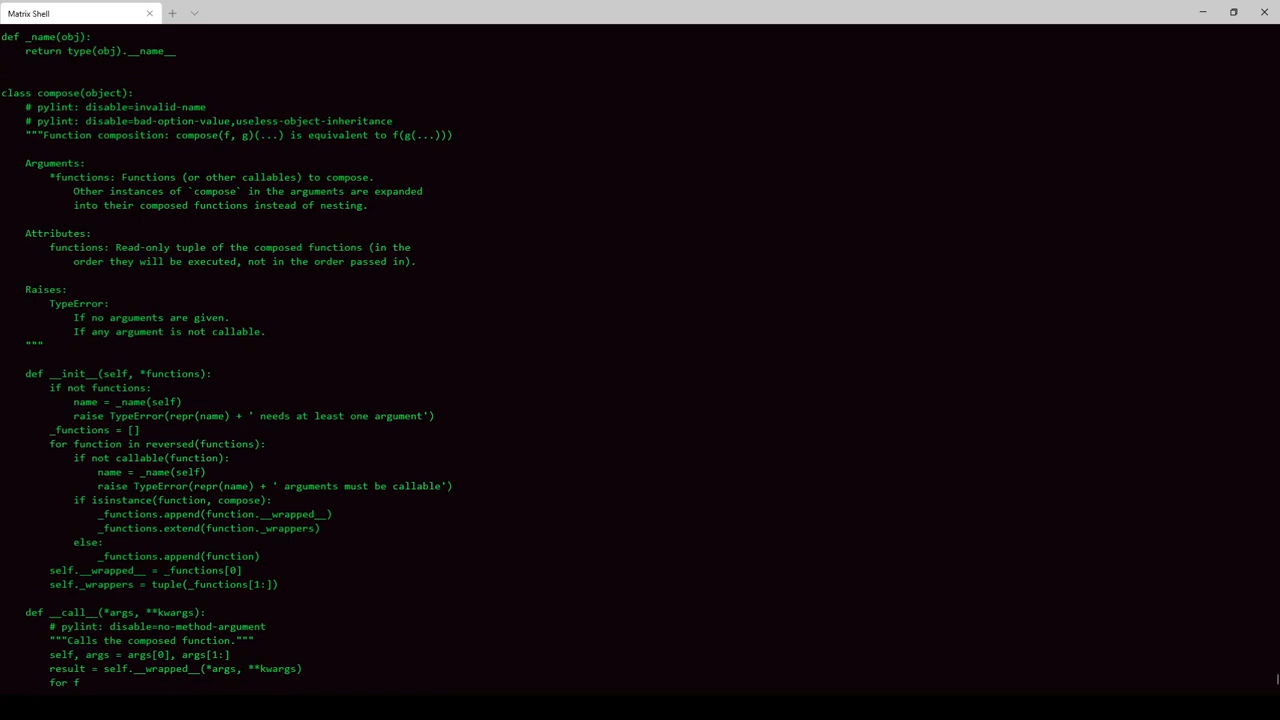 Matrix Shell
def _name(obj):
    return type(obj).__name__
class compose(object):
    # pylint: disable=invalid-name
    # pylint: disable=bad-option-value,useless-object-inheritance
    """Function composition: compose(f, g)(...) is equivalent to f(g(...)))
    Arguments:
        *functions: Functions (or other callables) to compose.
            Other instances of `compose` in the arguments are expanded
            into their composed functions instead of nesting.
    Attributes:
        functions: Read-only tuple of the composed functions (in the
            order they will be executed, not in the order passed in).
    Raises:
        TypeError:
            If no arguments are given.
            If any argument is not callable.
    """
    def __init__(self, *functions):
        if not functions:
            name = _name(self)
            raise TypeError(repr(name) + ' needs at least one argument')
        _functions = []
        for function in reversed(functions):
            if not callable(function):
                name = _name(self)
                raise TypeError(repr(name) + ' arguments must be callable')
            if isinstance(function, compose):
                _functions.append(function.__wrapped__)
                _functions.extend(function._wrappers)
            else:
                _functions.append(function)
        self.__wrapped__ = _functions[0]
        self._wrappers = tuple(_functions[1:])
    def __call__(*args, **kwargs):
        # pylint: disable=no-method-argument
        """Calls the composed function."""
        self, args = args[0], args[1:]
        result = self.__wrapped__(*args, **kwargs)
        for f